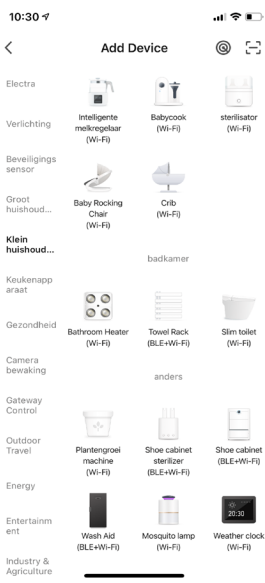 10:30
Add Device
Electra
Verlichting
Beveiligings
sensor
Groot
huishoud...
Klein
huishoud...
Keukenapp
araat
Gezondheid
Camera
bewaking
Gateway
Control
Outdoor
Travel
Energy
Entertainm
ent
Industry &
Agriculture
Intelligente
melkregelaar
(Wi-Fi)
Babycook
(Wi-Fi)
sterilisator
(Wi-Fi)
Baby Rocking
Chair
(Wi-Fi)
Crib
(Wi-Fi)
badkamer
Bathroom Heater
(Wi-Fi)
Towel Rack
(BLE+Wi-Fi)
Slim toilet
(Wi-Fi)
anders
Plantengroei
machine
(Wi-Fi)
Shoe cabinet
sterilizer
(BLE+Wi-Fi)
Shoe cabinet
(BLE+Wi-Fi)
Wash Aid
(BLE+Wi-Fi)
Mosquito lamp
(Wi-Fi)
20:30
Weather clock
(Wi-Fi)